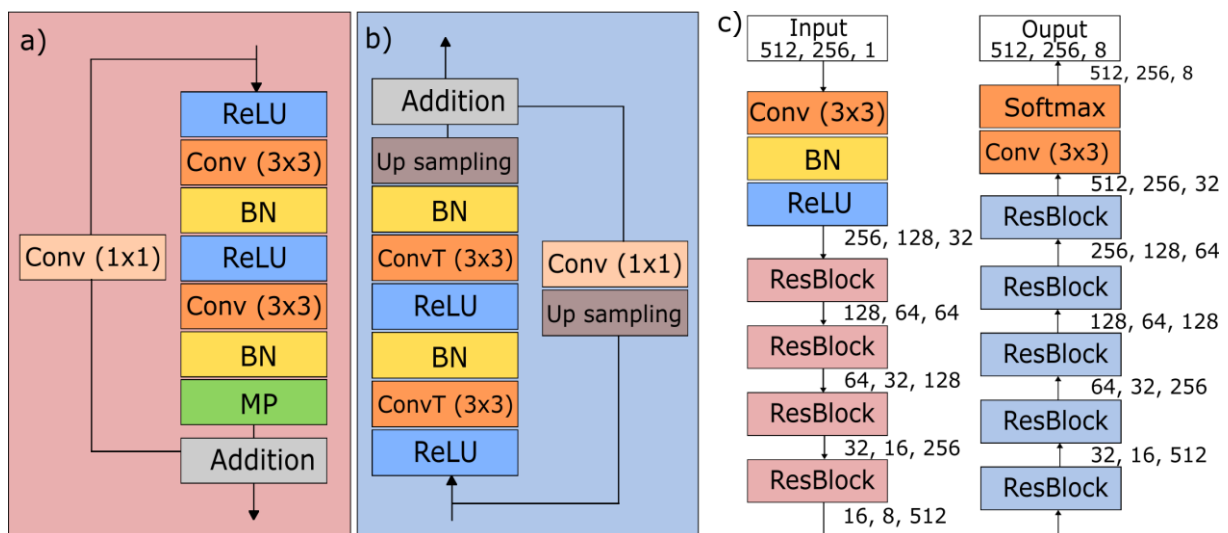 a)
ReLU
Conv (3x3)
BN
ReLU
Conv (3x3)
BN
MP
Addition
Conv (1x1)
b)
Addition
Up sampling
BN
ConvT (3x3)
ReLU
BN
ConvT (3x3)
ReLU
Conv (1x1)
Up sampling
c)
Input
512, 256, 1
Conv (3x3)
BN
ReLU
256, 128, 32
ResBlock
128, 64, 64
ResBlock
64, 32, 128
ResBlock
32, 16, 256
ResBlock
16, 8, 512
Ouput
512, 256, 8
512, 256, 8
Softmax
Conv (3x3)
512, 256, 32
ResBlock
256, 128, 64
ResBlock
128, 64, 128
ResBlock
64, 32, 256
ResBlock
32, 16, 512
ResBlock